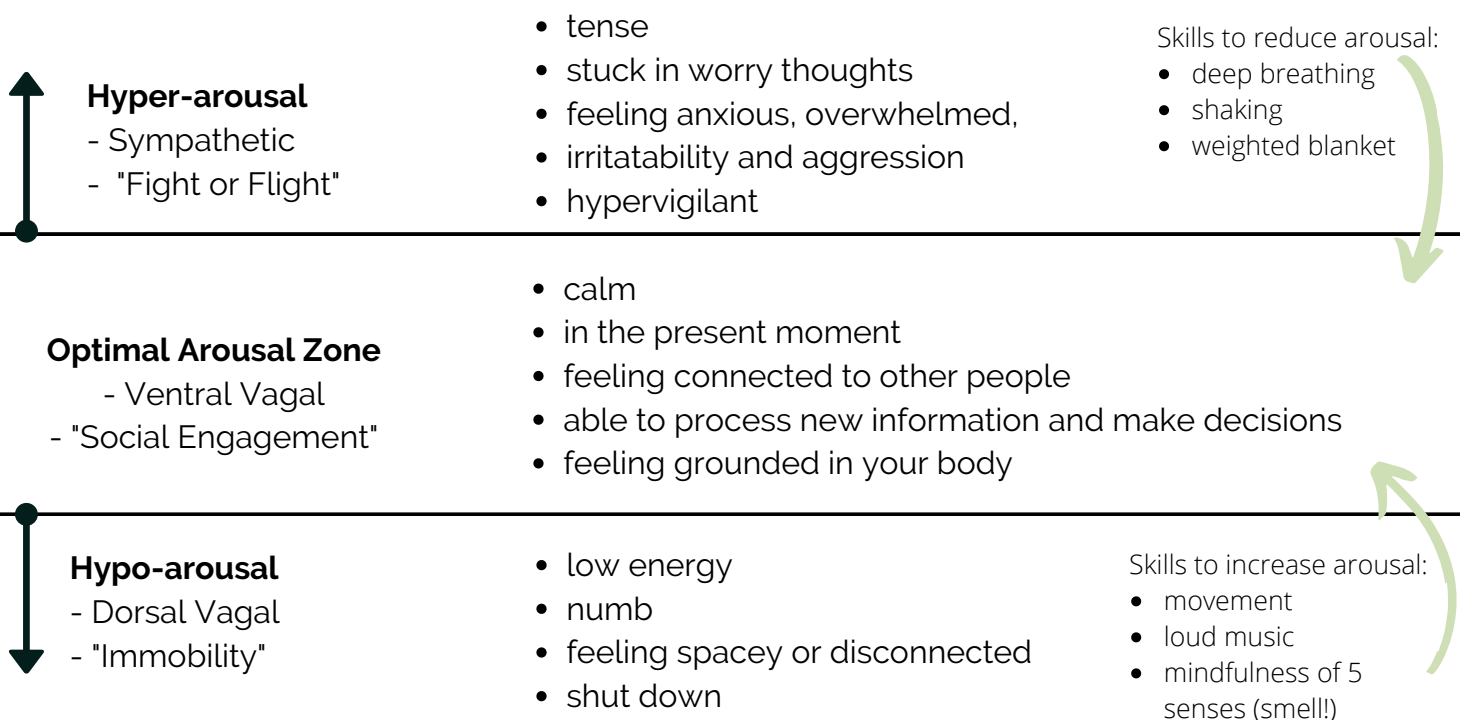 Hyper-arousal
- Sympathetic
- "Fight or Flight"
• tense
• stuck in worry thoughts
• feeling anxious, overwhelmed,
• irritatability and aggression
• hypervigilant
Skills to reduce arousal:
• deep breathing
• shaking
• weighted blanket
Optimal Arousal Zone
- Ventral Vagal
- "Social Engagement"
• calm
• in the present moment
• feeling connected to other people
• able to process new information and make decisions
• feeling grounded in your body
Hypo-arousal
- Dorsal Vagal
- "Immobility"
• low energy
• numb
• feeling spacey or disconnected
• shut down
Skills to increase arousal:
• movement
• loud music
• mindfulness of 5
senses (smell!)